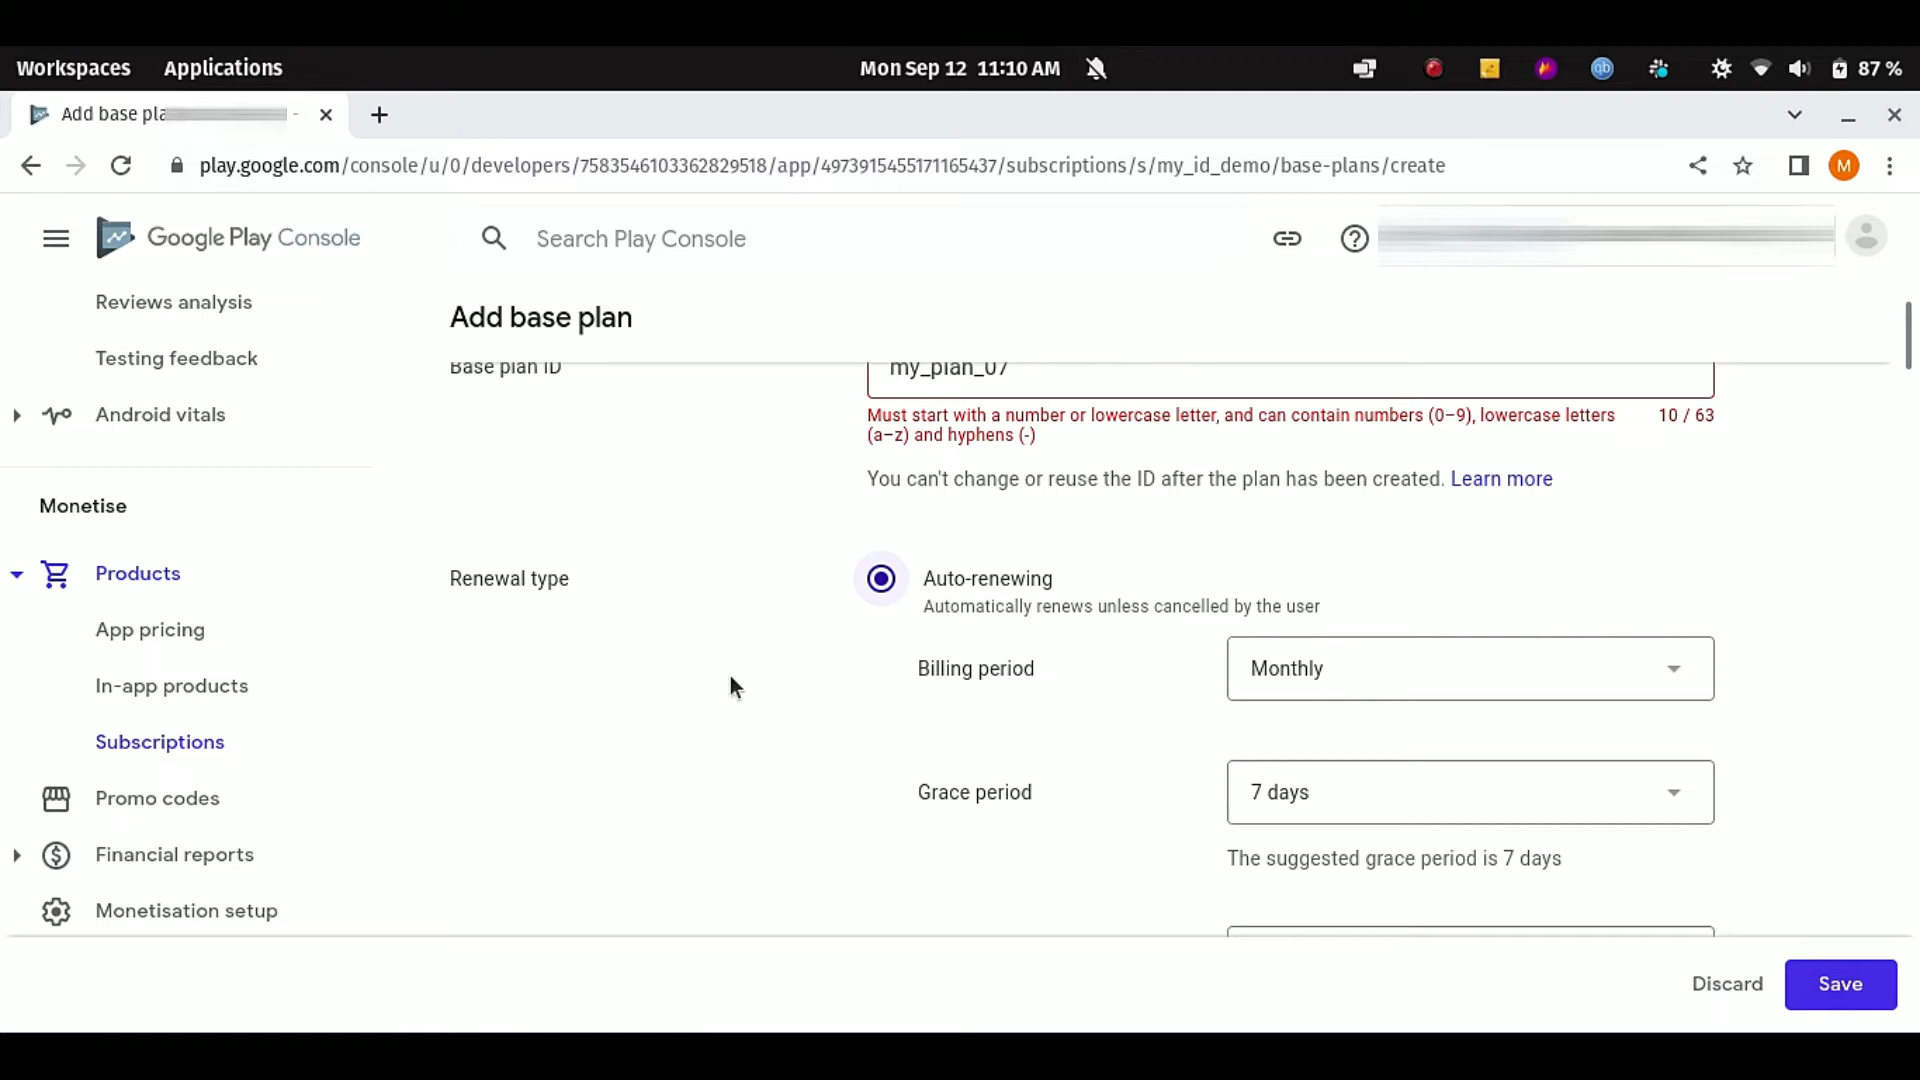 Workspaces Applications Mon Sep 12 11:10 AM 87 %
Add base pla -
play.google.com/console/u/0/developers/7583546103362829518/app/4973915455171165437/subscriptions/s/my_id_demo/base-plans/create
M
Google Play Console
Search Play Console
Reviews analysis
Testing feedback
Android vitals
Monetise
Products
App pricing
In-app products
Subscriptions
Promo codes
Financial reports
Monetisation setup
Add base plan
Base plan ID
my_plan_07
Must start with a number or lowercase letter, and can contain numbers (0–9), lowercase letters 10 / 63
(a–z) and hyphens (-)
You can't change or reuse the ID after the plan has been created. Learn more
Renewal type
Auto-renewing
Automatically renews unless cancelled by the user
Billing period
Monthly
Grace period
7 days
The suggested grace period is 7 days
Discard
Save